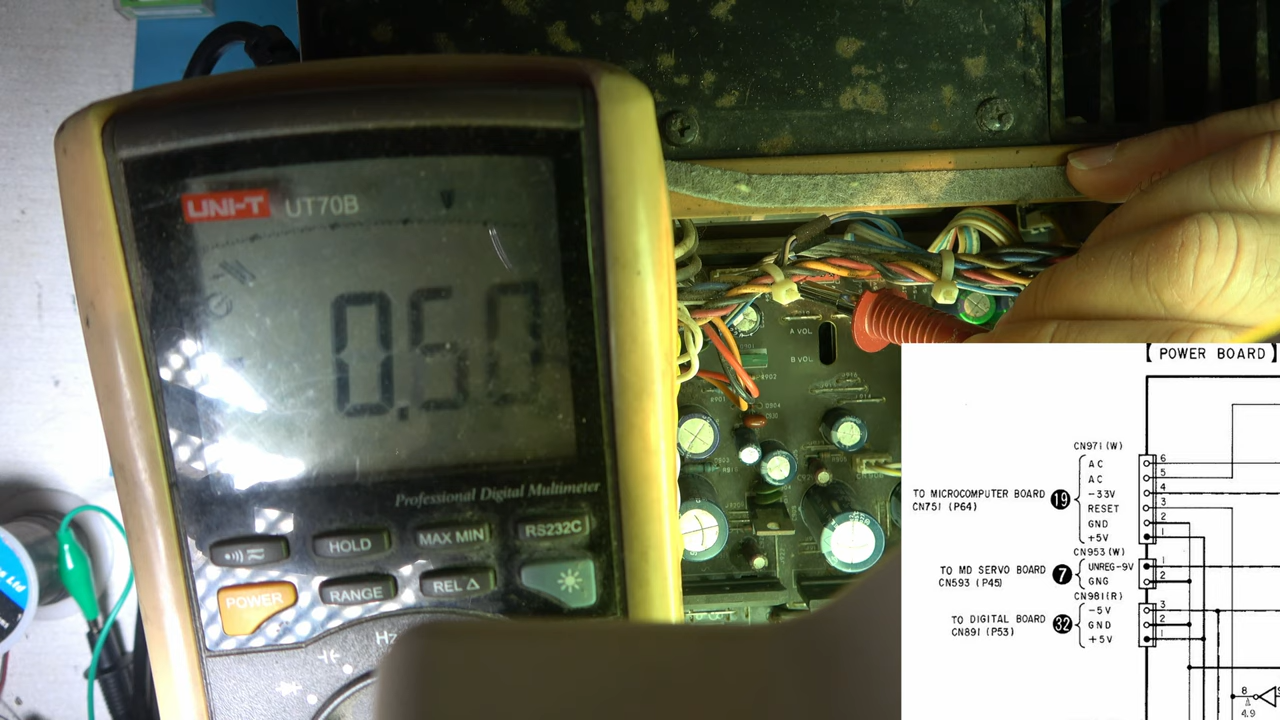 UNI-T UT70B
0.50
Professional Digital Multimeter
HOLD
MAX MIN
RS232C
POWER
RANGE
REL Δ
Hz
A VOL
B VOL
[POWER BOARD]
CN971 (W)
AC 6
AC 5
-33V 4
RESET 3
GND 2
+5V 1
TO MICROCOMPUTER BOARD 19
CN751 (P64)
CN953 (W)
UNREG-9V 1
GNG 2
TO MD SERVO BOARD 7
CN593 (P45)
CN981(R)
-5V 3
GND 2
+5V 1
TO DIGITAL BOARD 32
CN891 (P53)
8
4.9